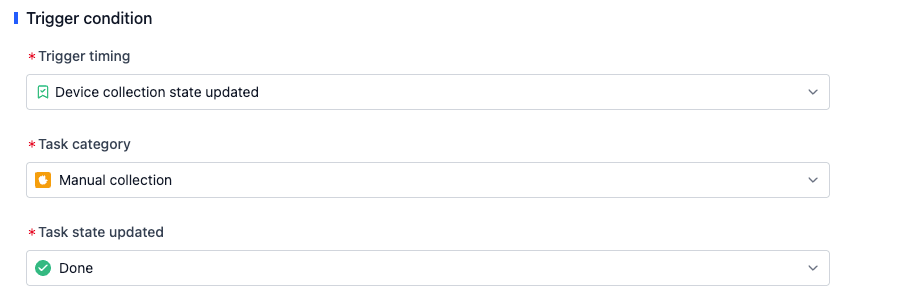 Trigger condition
* Trigger timing
Device collection state updated
* Task category
Manual collection
* Task state updated
Done